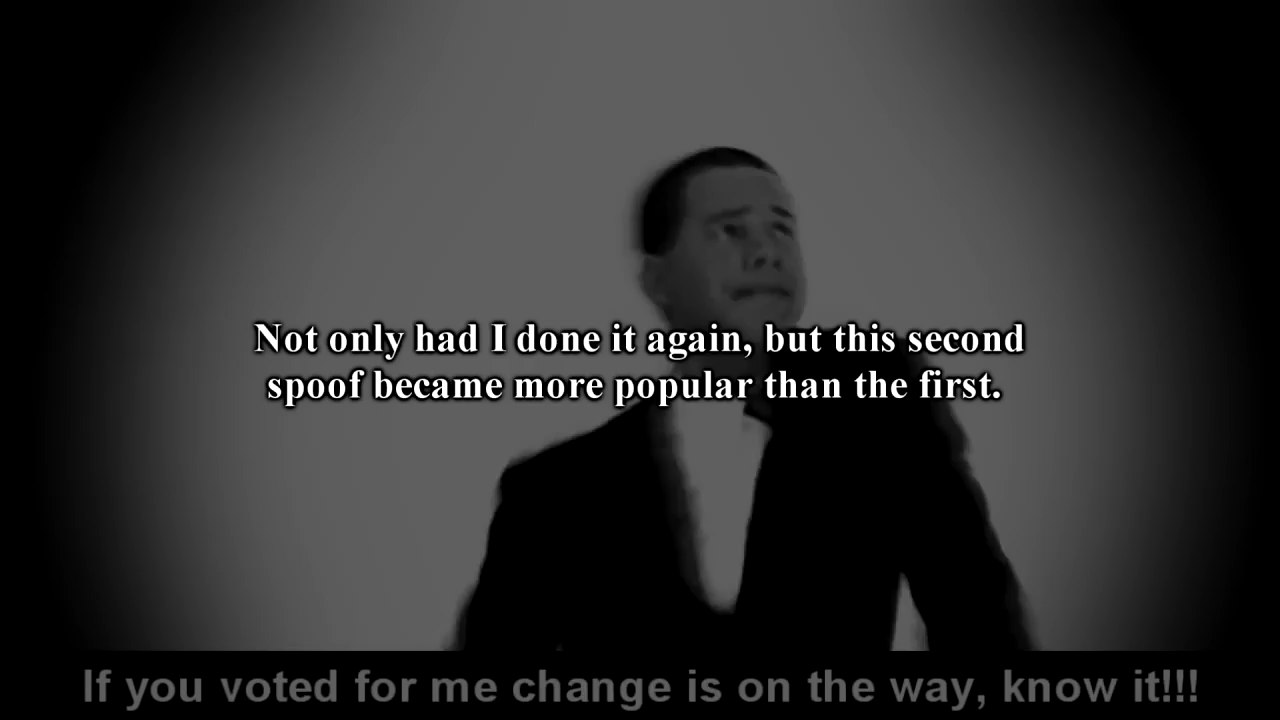 Not only had I done it again, but this second
spoof became more popular than the first.
If you voted for me change is on the way, know it!!!